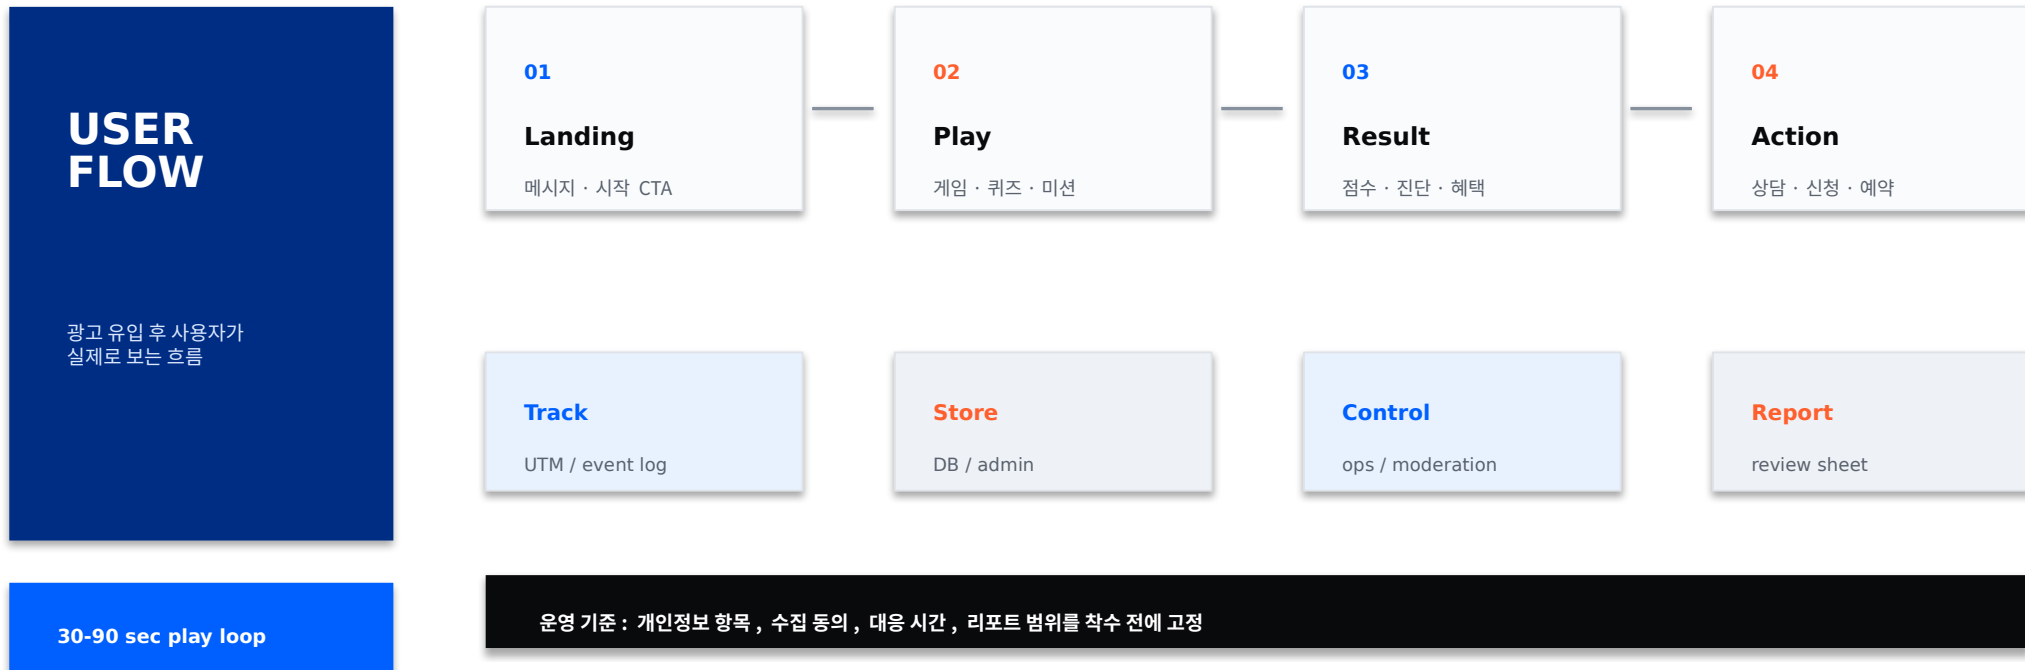 USER
FLOW
광고 유입 후 사용자가
실제로 보는 흐름
30-90 sec play loop
01
Landing
메시지 · 시작 CTA
02
Play
게임 · 퀴즈 · 미션
03
Result
점수 · 진단 · 혜택
04
Action
상담 · 신청 · 예약
Track
UTM / event log
Store
DB / admin
Control
ops / moderation
Report
review sheet
운영 기준 : 개인정보 항목 , 수집 동의 , 대응 시간 , 리포트 범위를 착수 전에 고정